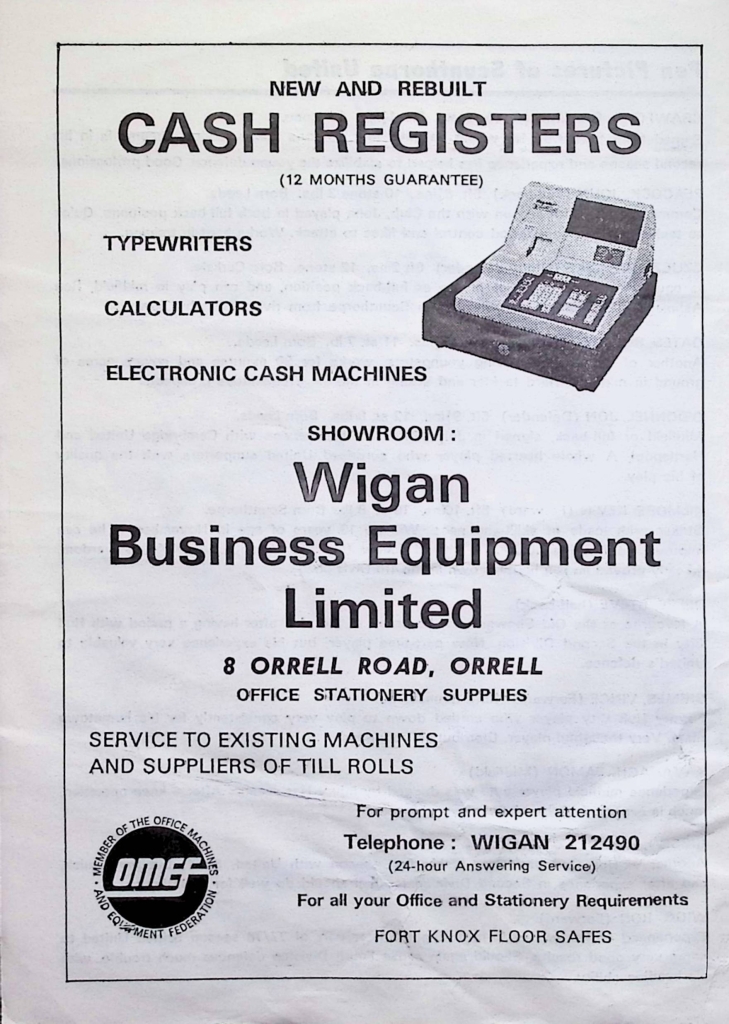 NEW AND REBUILT
CASH REGISTERS
(12 MONTHS GUARANTEE)
TYPEWRITERS
CALCULATORS
ELECTRONIC CASH MACHINES
SHOWROOM :
Wigan
Business Equipment
Limited
8 ORRELL ROAD, ORRELL
OFFICE STATIONERY SUPPLIES
SERVICE TO EXISTING MACHINES
AND SUPPLIERS OF TILL ROLLS
For prompt and expert attention
Telephone : WIGAN 212490
(24-hour Answering Service)
For all your Office and Stationery Requirements
FORT KNOX FLOOR SAFES
• MEMBER OF THE OFFICE MACHINES •
AND EQUIPMENT FEDERATION
omef